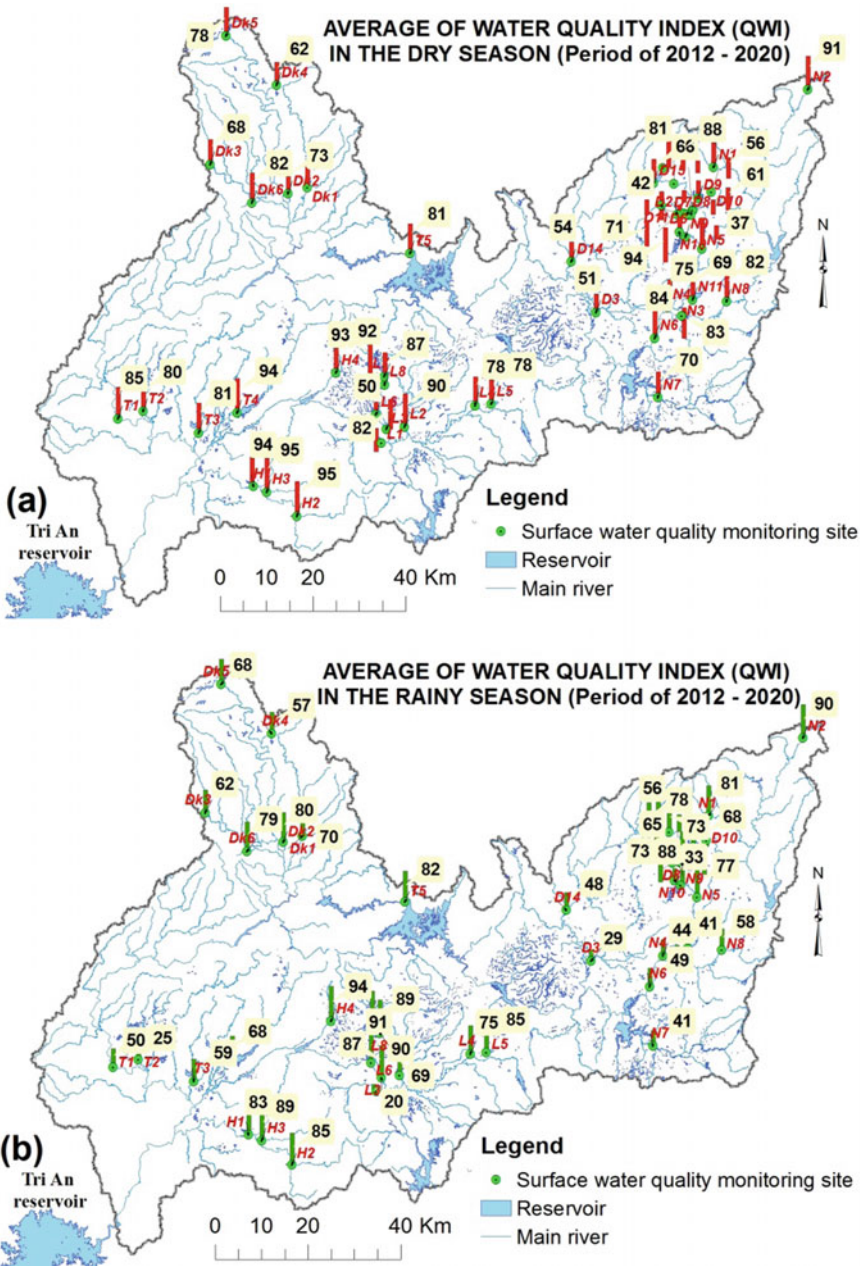 AVERAGE OF WATER QUALITY INDEX (QWI)
IN THE DRY SEASON (Period of 2012 - 2020)
78
Dk5
62
Dk4
91
N2
68
Dk3
82
73
Dk2
Dk6
Dk1
81
68
88
56
N1
D13
42
61
D9
D10
D2
D7
D8
N9
37
N5
81
T5
54
D14
71
94
N
51
D3
75
69
82
N4
N11
N8
84
N3
N6
83
70
N7
93
92
87
H4
L8
50
L6
90
L2
82
L1
78
78
L4
L5
85
80
T1
T2
81
94
T3
T4
94
95
H
H3
95
H2
(a)
Tri An
reservoir
0 10 20 40 Km
Legend
Surface water quality monitoring site
Reservoir
Main river
AVERAGE OF WATER QUALITY INDEX (QWI)
IN THE RAINY SEASON (Period of 2012 - 2020)
Dk5
68
57
Dk4
90
N2
62
Dk3
79
80
Dk2
Dk6
Dk1
70
56
78
81
N1
65
73
68
D10
73
88
33
77
N9
N10
N5
82
T5
48
D14
N
29
D3
44
41
58
N4
N8
49
N6
41
N7
94
89
H4
91
87
L8
90
L6
69
20
75
85
L4
L5
50
25
T1
T2
59
68
T3
83
89
H1
H3
85
H2
(b)
Tri An
reservoir
0 10 20 40 Km
Legend
Surface water quality monitoring site
Reservoir
Main river